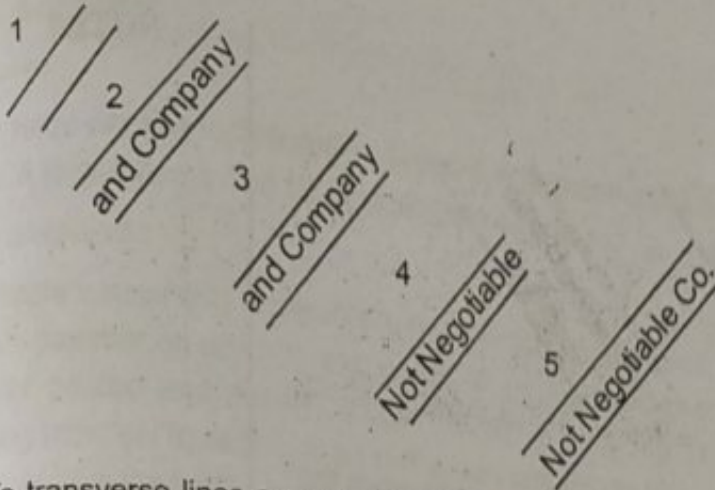 1
2
and Company
3
and Company
4
Not Negotiable
5
Not Negotiable Co.
transverse lines